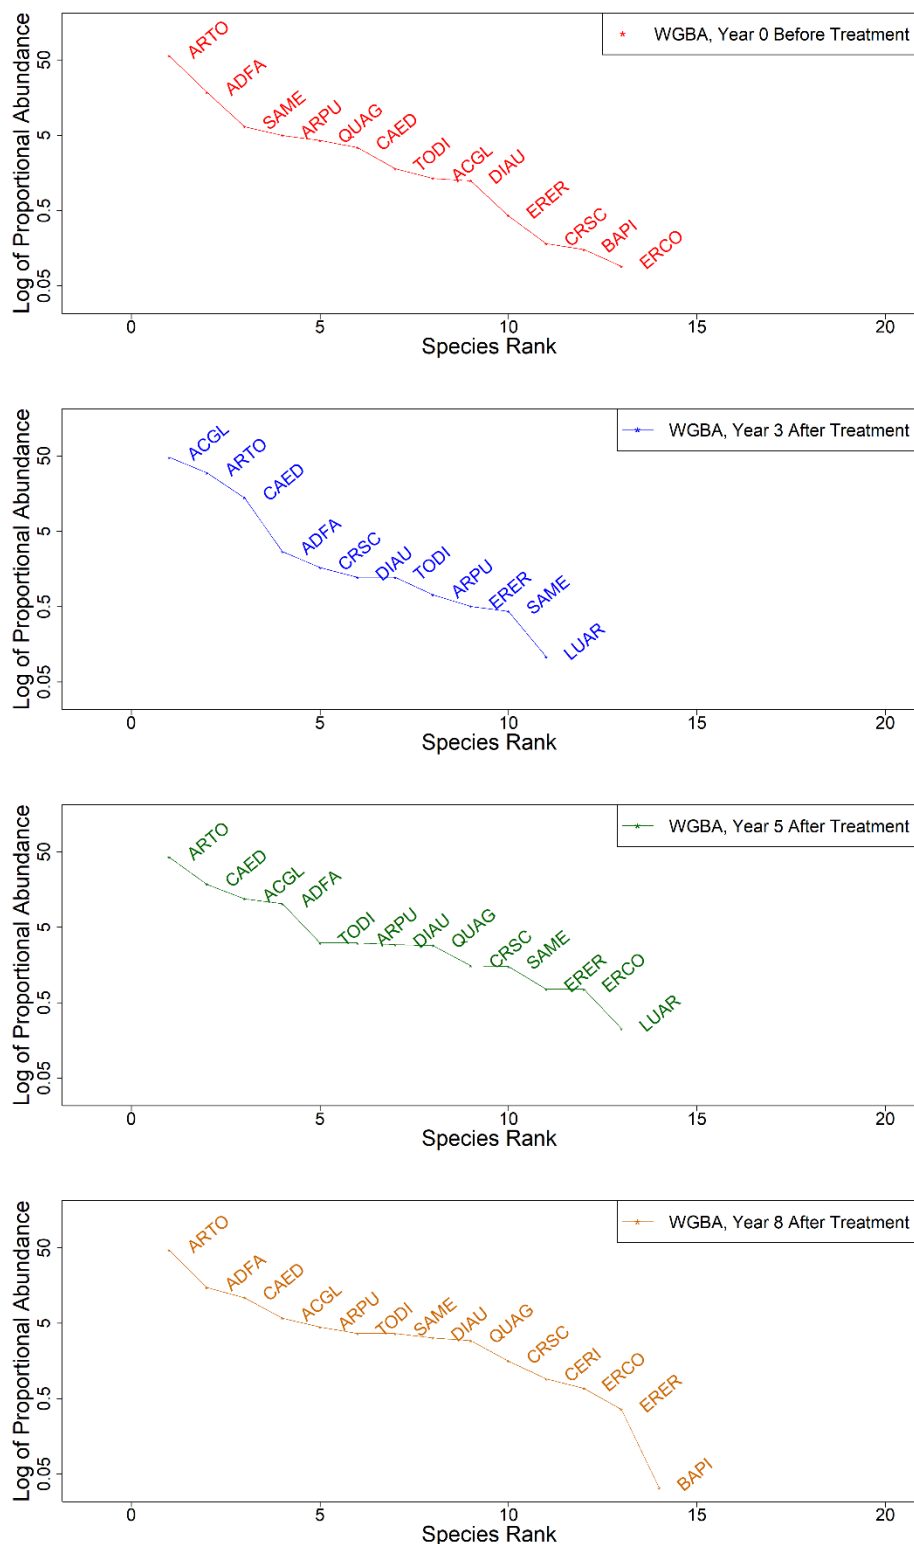 WGBA, Year 0 Before Treatment
Log of Proportional Abundance
50
5
0.5
0.05
ARTO
ADFA
SAME
ARPU
QUAG
CAED
TODI
ACGL
DIAU
ERER
CRSC
BAPI
ERCO
0 5 10 15 20
Species Rank
WGBA, Year 3 After Treatment
Log of Proportional Abundance
50
5
0.5
0.05
ACGL
ARTO
CAED
ADFA
CRSC
DIAU
TODI
ARPU
ERER
SAME
LUAR
0 5 10 15 20
Species Rank
WGBA, Year 5 After Treatment
Log of Proportional Abundance
50
5
0.5
0.05
ARTO
CAED
ACGL
ADFA
TODI
ARPU
DIAU
QUAG
CRSC
SAME
ERER
ERCO
LUAR
0 5 10 15 20
Species Rank
WGBA, Year 8 After Treatment
Log of Proportional Abundance
50
5
0.5
0.05
ARTO
ADFA
CAED
ACGL
ARPU
TODI
SAME
DIAU
QUAG
CRSC
CERI
ERCO
ERER
BAPI
0 5 10 15 20
Species Rank